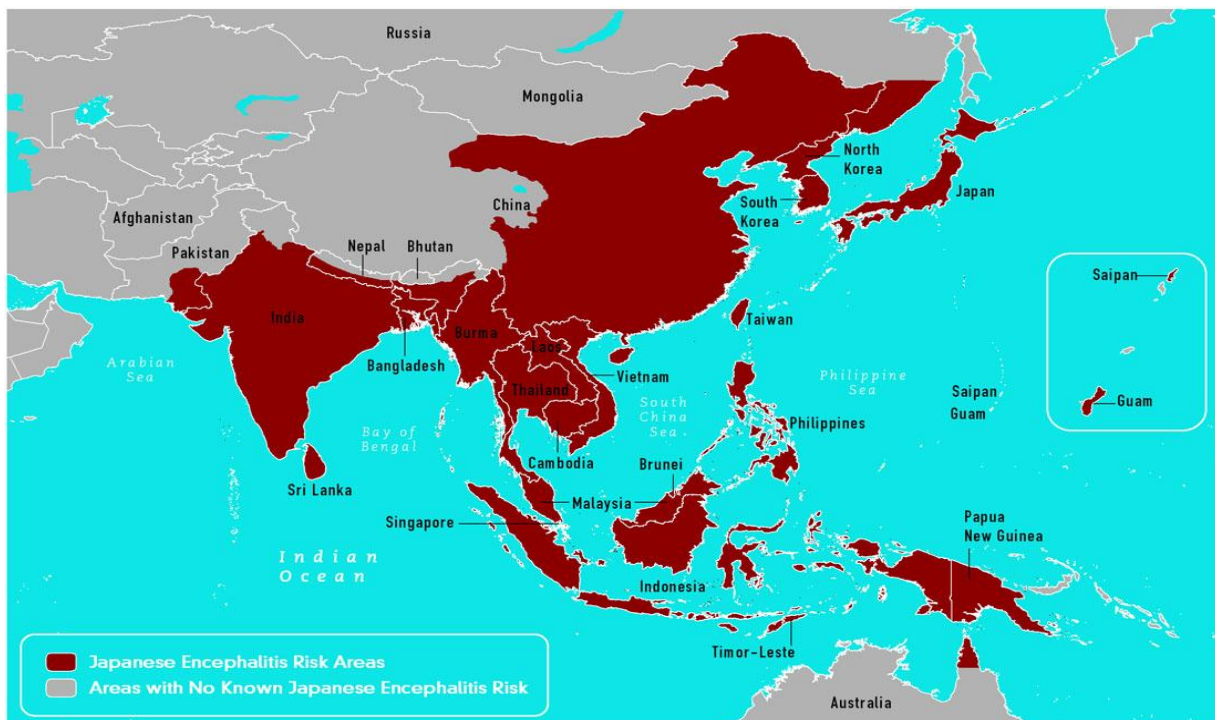 Russia
Mongolia
North
Korea
China
South
Korea
Japan
Afghanistan
Nepal
Bhutan
Pakistan
Saipan
India
Taiwan
Burma
Laos
Arabian
Sea
Bangladesh
Vietnam
Philippine
Sea
Thailand
Saipan
Guam
Guam
South
China
Sea
Philippines
Bay of
Bengal
Cambodia
Brunei
Sri Lanka
Malaysia
Singapore
Papua
New Guinea
Indian
Ocean
Indonesia
Timor-Leste
Japanese Encephalitis Risk Areas
Areas with No Known Japanese Encephalitis Risk
Australia